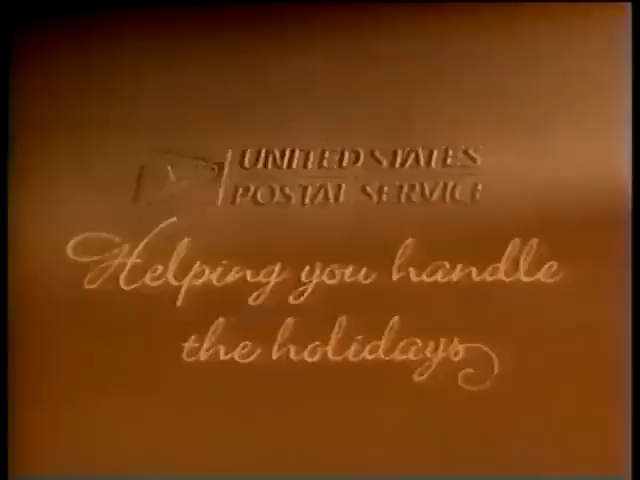 UNITED STATES
POSTAL SERVICE
Helping you handle
the holidays